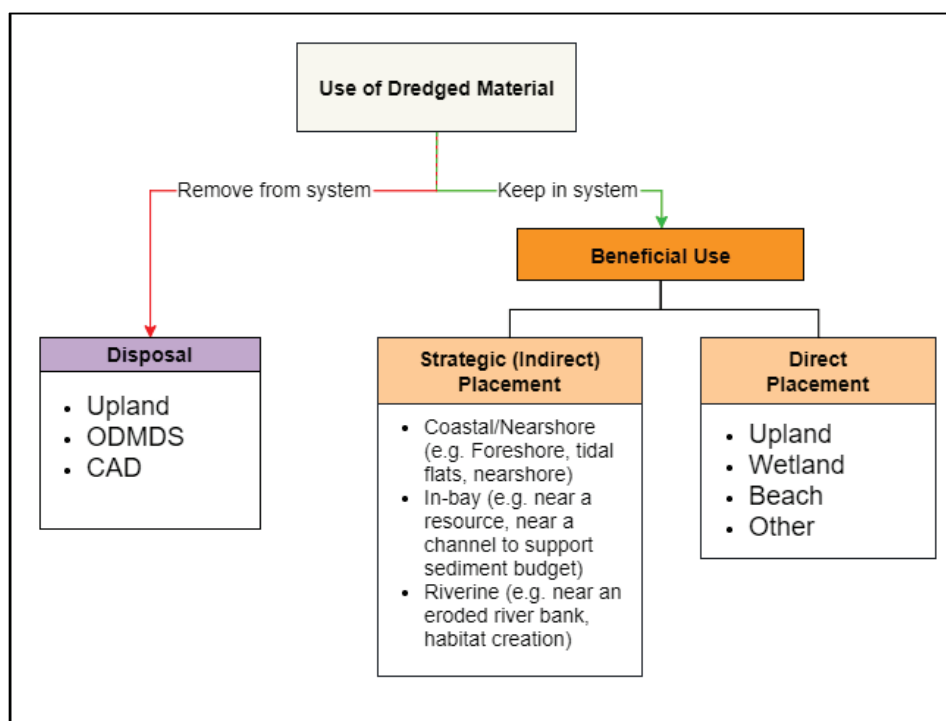 Use of Dredged Material
Remove from system
Keep in system
Beneficial Use
Disposal
• Upland
• ODMDS
• CAD
Strategic (Indirect)
Placement
• Coastal/Nearshore
(e.g. Foreshore, tidal
flats, nearshore)
• In-bay (e.g. near a
resource, near a
channel to support
sediment budget)
• Riverine (e.g. near an
eroded river bank,
habitat creation)
Direct
Placement
• Upland
• Wetland
• Beach
• Other